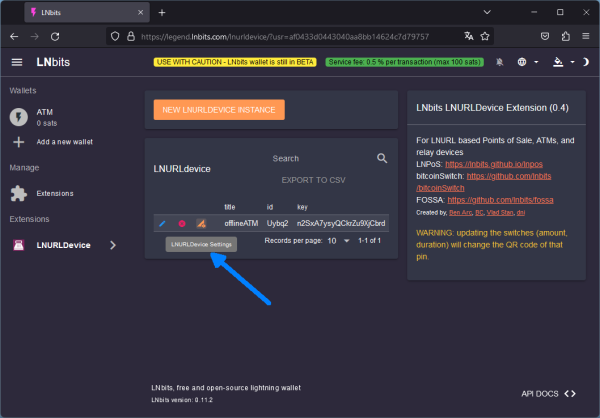 LNbits
https://legend.lnbits.com/lnurldevice/?usr=af0433d0443040aa8bb14624c7d79757
LNbits
USE WITH CAUTION - LNbits wallet is still in BETA
Service fee: 0.5 % per transaction (max 100 sats)
Wallets
ATM
0 sats
Add a new wallet
Manage
Extensions
Extensions
LNURLDevice
NEW LNURLDEVICE INSTANCE
LNURLdevice
Search
EXPORT TO CSV
title id key
offlineATM Uybq2 n2SxA7ysyQCkrZu9XjCbrd
LNURLDevice Settings
Records per page: 10 1-1 of 1
LNbits LNURLDevice Extension (0.4)
For LNURL based Points of Sale, ATMs, and
relay devices
LNPoS: https://lnbits.github.io/lnpos
bitcoinSwitch: https://github.com/lnbits
/bitcoinSwitch
FOSSA: https://github.com/lnbits/fossa
Created by, Ben Arc, BC, Vlad Stan, dni
WARNING: updating the switches (amount,
duration) will change the QR code of that
pin.
LNbits, free and open-source lightning wallet
LNbits version: 0.11.2
API DOCS